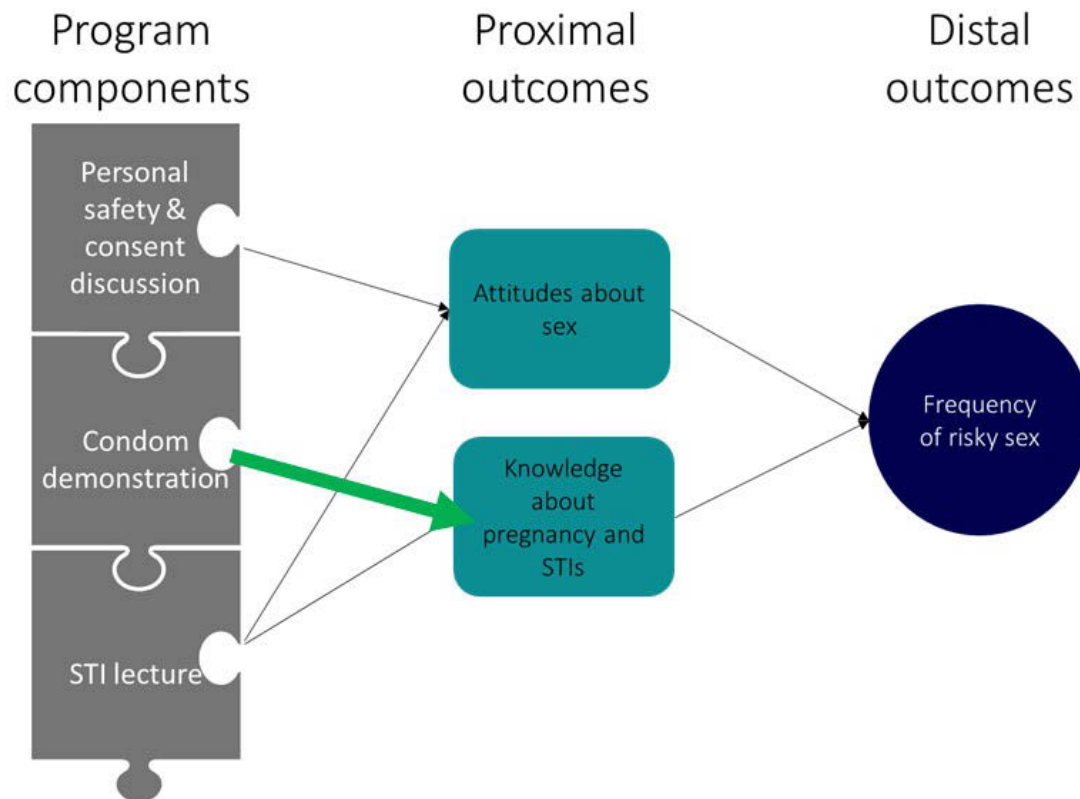 Program
components
Proximal
outcomes
Distal
outcomes
Personal
safety &
consent
discussion
Attitudes about
sex
Condom
demonstration
Knowledge
about
pregnancy and
STIs
Frequency
of risky sex
STI lecture